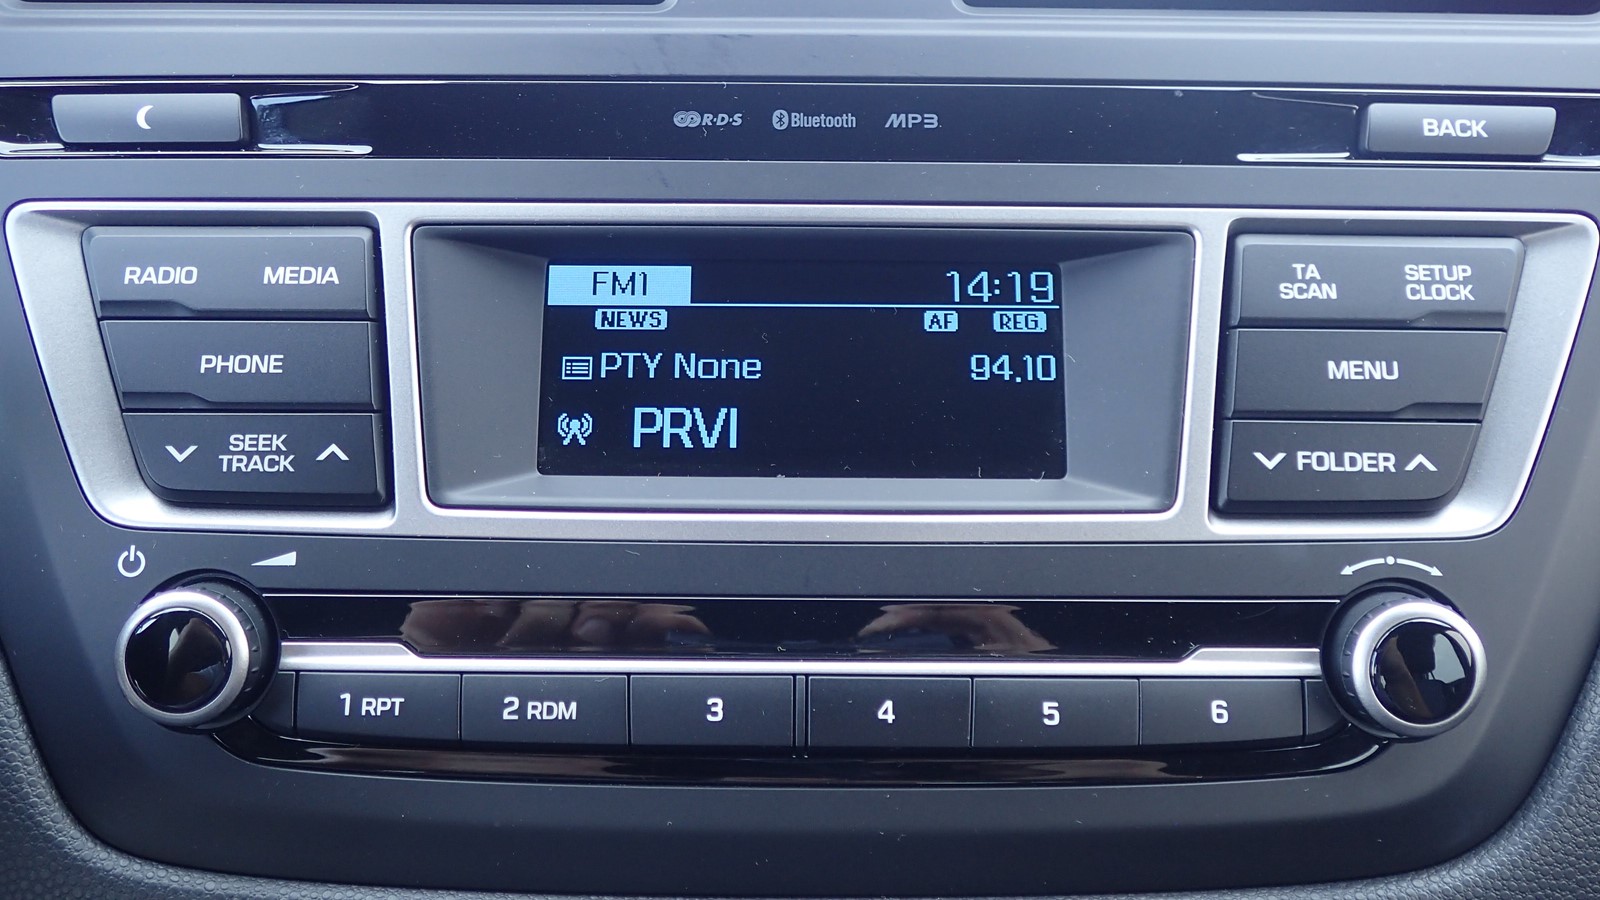 R·D·S Bluetooth MP3
BACK
RADIO MEDIA
PHONE
SEEK
TRACK
FM1 14:19
NEWS AF REG.
PTY None 94.10
PRVI
TA
SCAN
SETUP
CLOCK
MENU
FOLDER
1 RPT 2 RDM 3 4 5 6